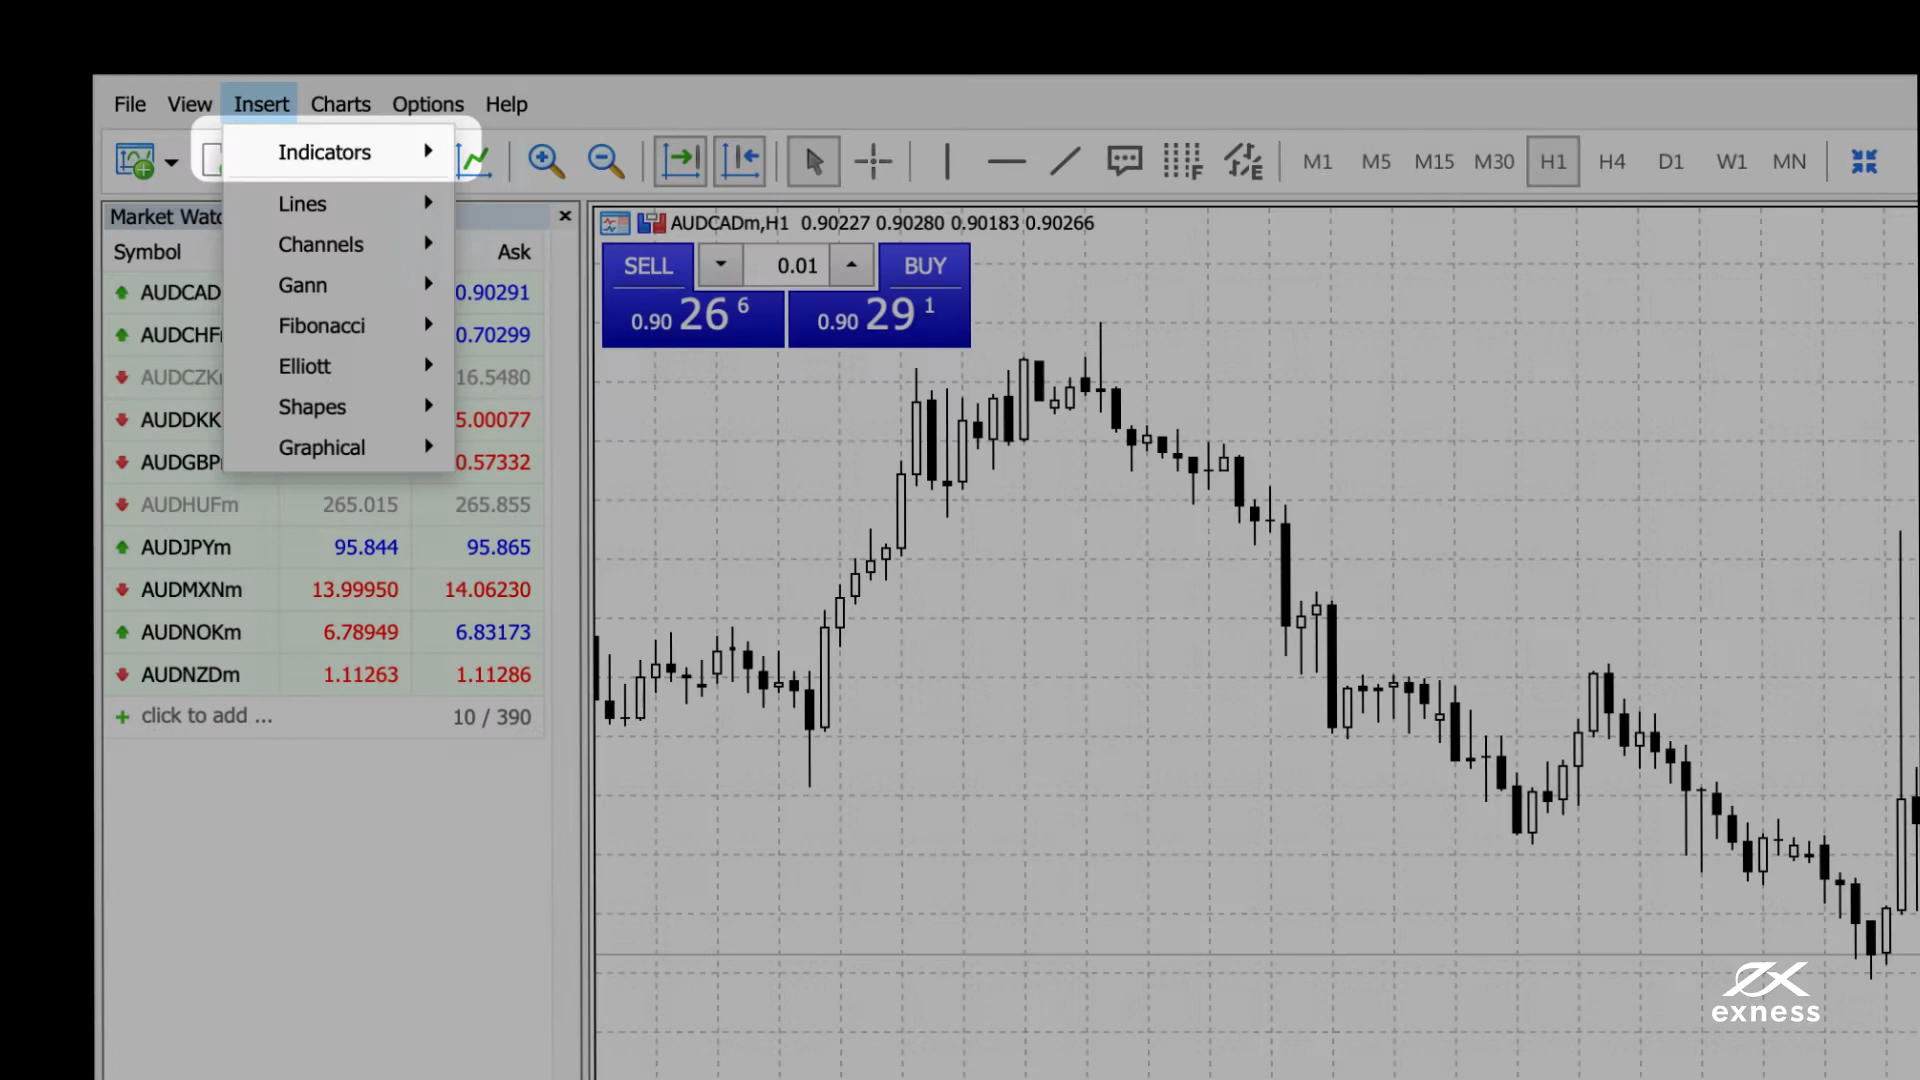 File View Insert Charts Options Help
Indicators
M1 M5 M15 M30 H1 H4 D1 W1 MN
Lines
Channels
Gann
Fibonacci
Elliott
Shapes
Graphical
Market Watc
Symbol Ask
AUDCAD 0.90291
AUDCHF 0.70299
AUDCZK 16.5480
AUDDKK 5.00077
AUDGBP 0.57332
AUDHUFm 265.015 265.855
AUDJPYm 95.844 95.865
AUDMXNm 13.99950 14.06230
AUDNOKm 6.78949 6.83173
AUDNZDm 1.11263 1.11286
click to add ... 10 / 390
AUDCADm,H1 0.90227 0.90280 0.90183 0.90266
SELL 0.01 BUY
0.90 26 6 0.90 29 1
exness